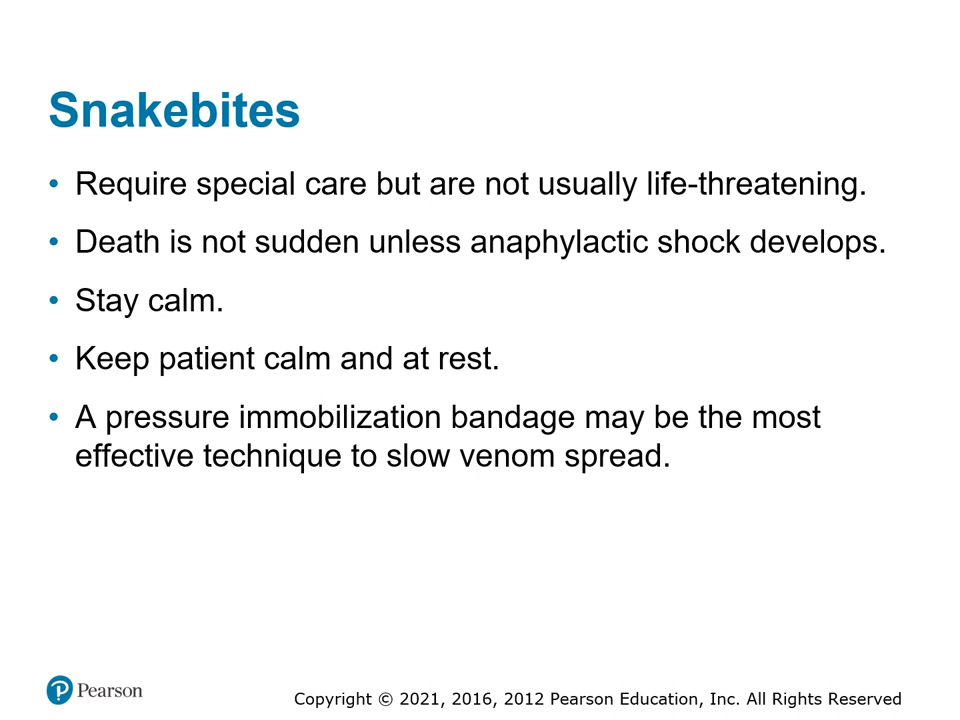 Snakebites
• Require special care but are not usually life-threatening.
• Death is not sudden unless anaphylactic shock develops.
• Stay calm.
• Keep patient calm and at rest.
• A pressure immobilization bandage may be the most
effective technique to slow venom spread.
Pearson
Copyright © 2021, 2016, 2012 Pearson Education, Inc. All Rights Reserved